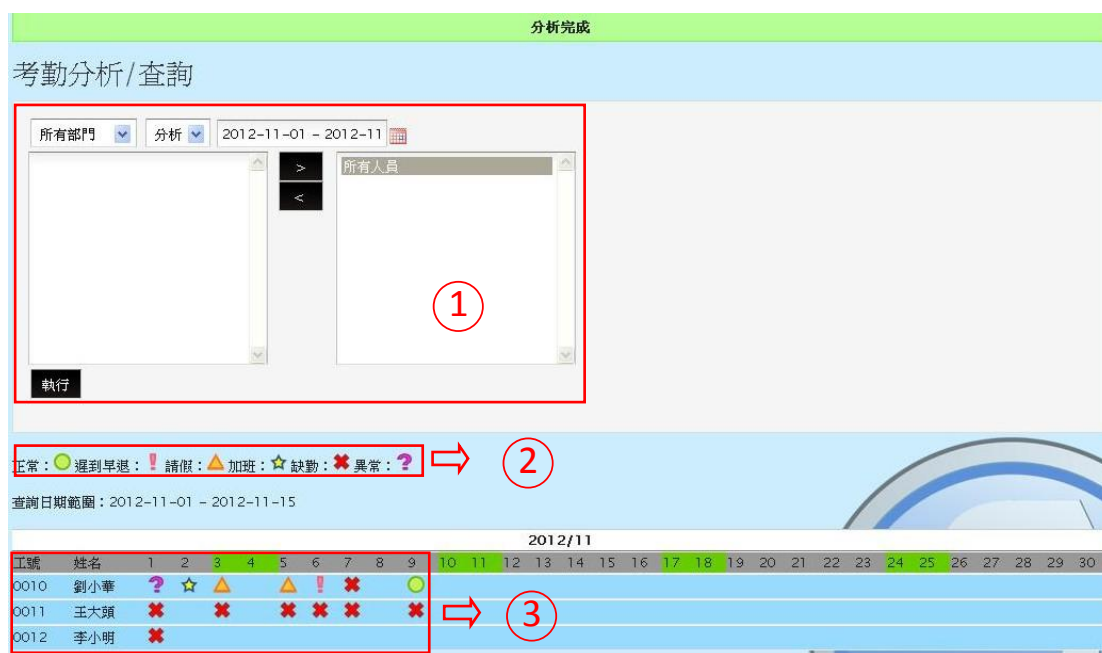 分析完成
考勤分析/查詢
所有部門 分析 2012-11-01 - 2012-11
> 所有人員
<
1
執行
正常: 遲到早退: 請假: 加班: 缺勤: 異常: 2
查詢日期範圍:2012-11-01 - 2012-11-15
2012/11
工號 姓名 1 2 3 4 5 6 7 8 9 10 11 12 13 14 15 16 17 18 19 20 21 22 23 24 25 26 27 28 29 30
0010 劉小華
0011 王大頭 3
0012 李小明